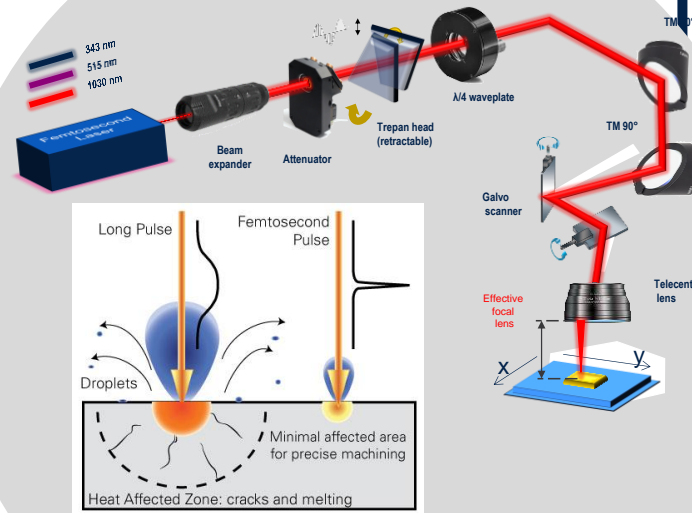 343 nm
515 nm
1030 nm
Femtosecond
Laser
Beam
expander
Attenuator
Trepan head
(retractable)
λ/4 waveplate
TM 90°
Galvo
scanner
Telecent
lens
Effective
focal
lens
x
y
Long Pulse
Femtosecond
Pulse
Droplets
Minimal affected area
for precise machining
Heat Affected Zone: cracks and melting